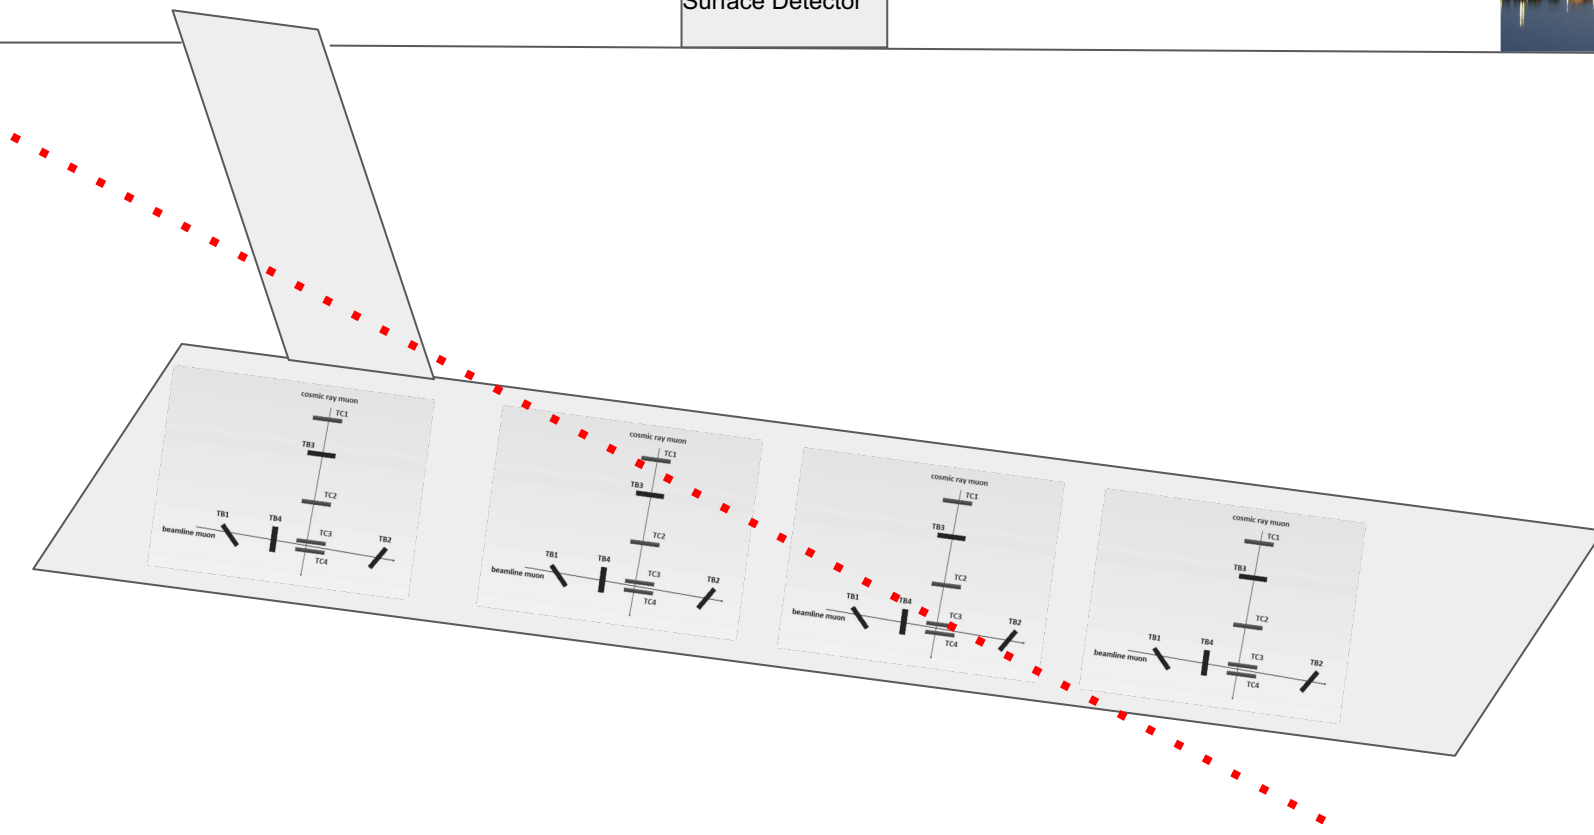 Surface Detector
cosmic ray muon
TC1
TB3
TC2
TB1
TB4
TC3
TB2
beamline muon
TC4
cosmic ray muon
TC1
TB3
TC2
TB1
TB4
TC3
TB2
beamline muon
TC4
cosmic ray muon
TC1
TB3
TC2
TB1
TB4
TC3
TB2
beamline muon
TC4
cosmic ray muon
TC1
TB3
TC2
TB1
TB4
TC3
TB2
beamline muon
TC4